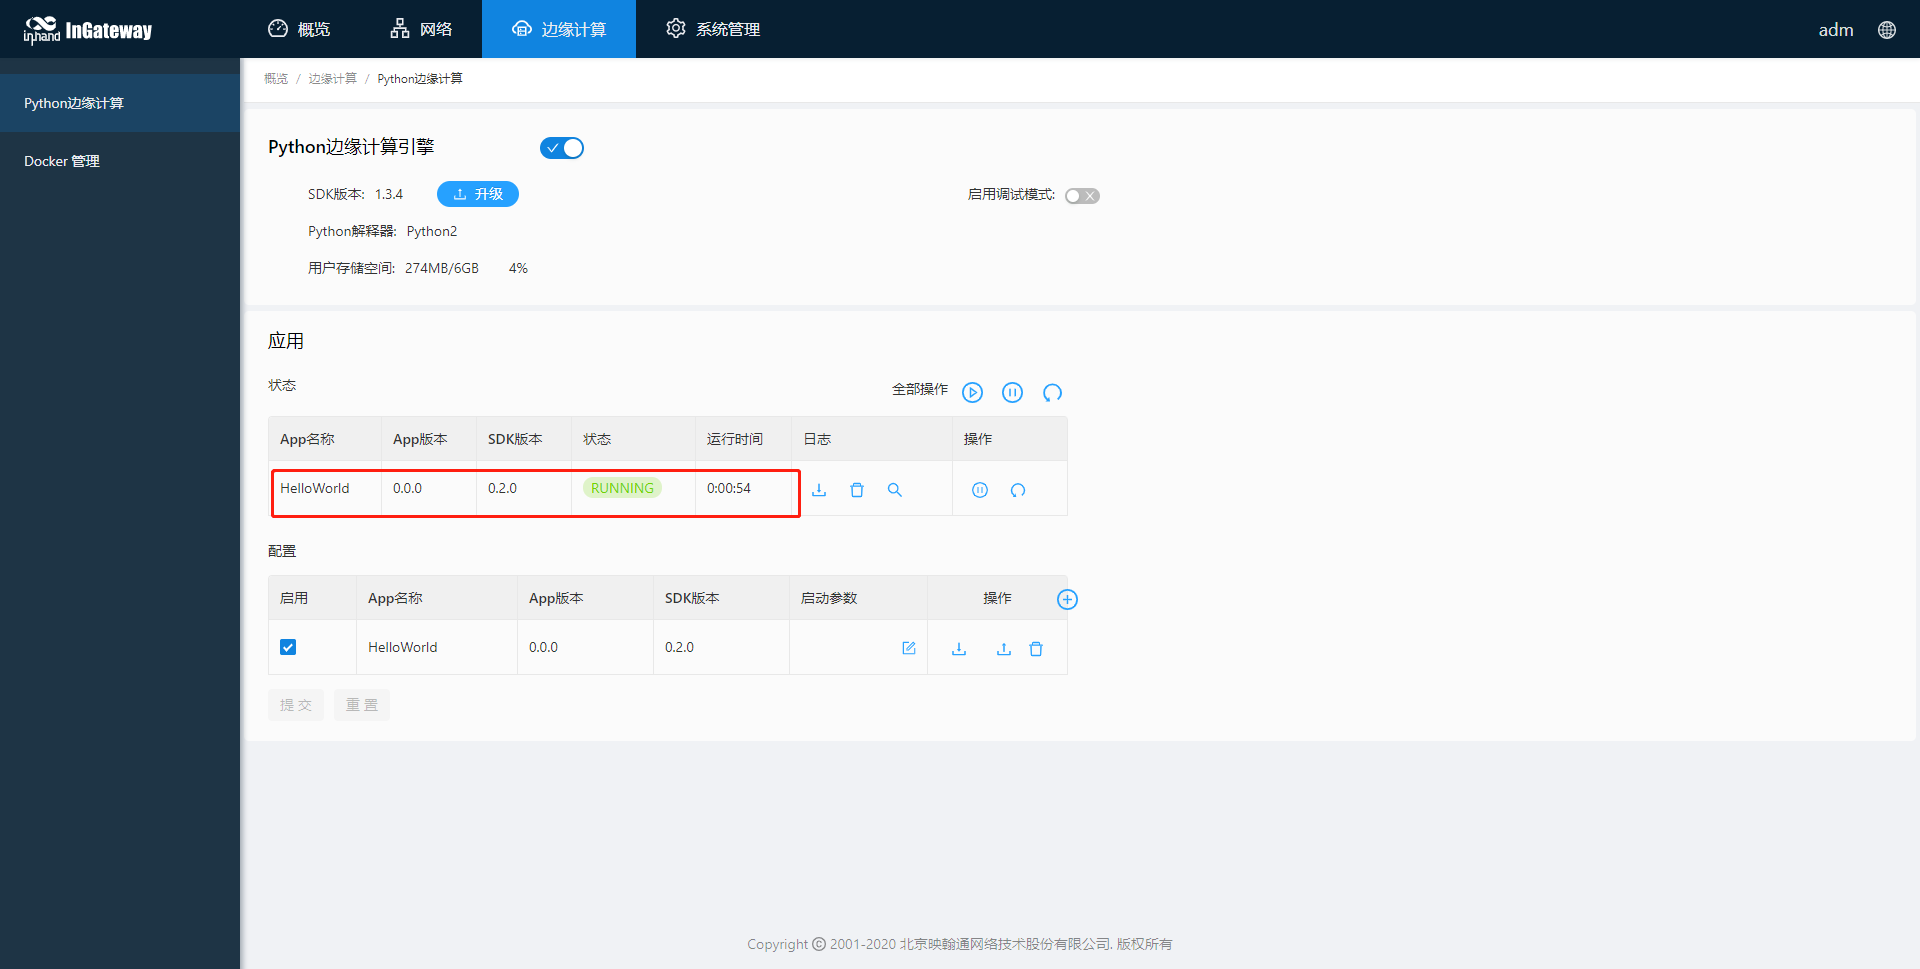 inhand InGateway 概览 网络 边缘计算 系统管理 adm
Python边缘计算
Docker 管理
概览 / 边缘计算 / Python边缘计算
Python边缘计算引擎
SDK版本: 1.3.4 升级 启用调试模式:
Python解释器: Python2
用户存储空间: 274MB/6GB 4%
应用
状态 全部操作
App名称 App版本 SDK版本 状态 运行时间 日志 操作
HelloWorld 0.0.0 0.2.0 RUNNING 0:00:54
配置
启用 App名称 App版本 SDK版本 启动参数 操作
HelloWorld 0.0.0 0.2.0
提 交 重 置
Copyright © 2001-2020 北京映翰通网络技术股份有限公司. 版权所有